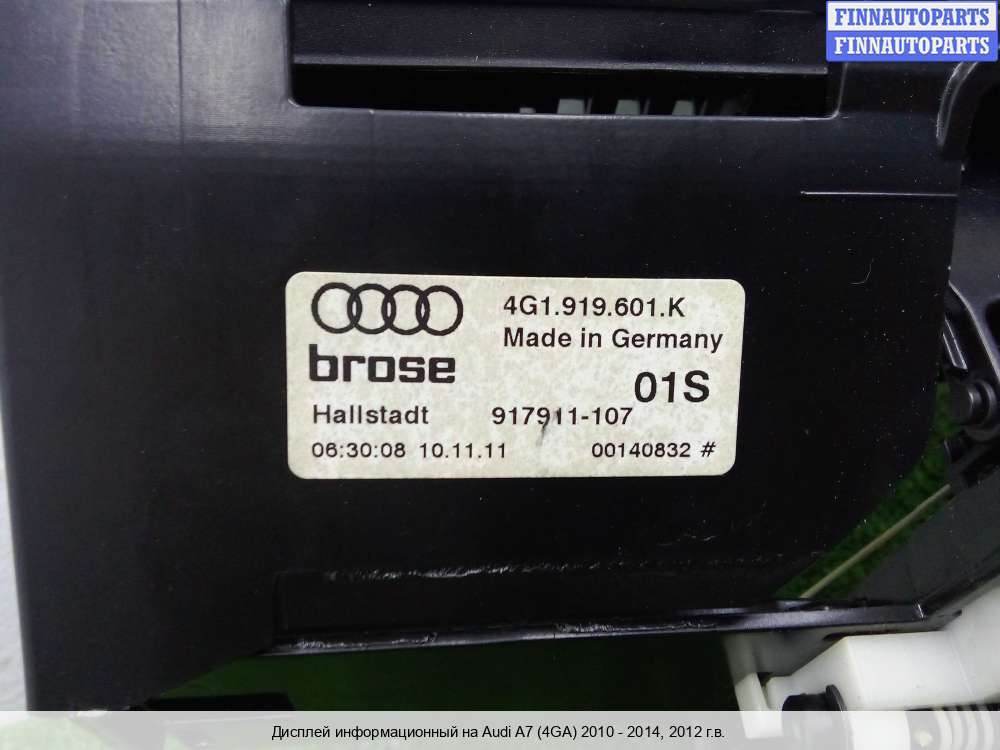 FINNAUTOPARTS
FINNAUTOPARTS
4G1.919.601.K
Made in Germany
brose
01S
Hallstadt 917911-107
06:30:08 10.11.11 00140832 #
Дисплей информационный на Audi A7 (4GA) 2010 - 2014, 2012 г.в.